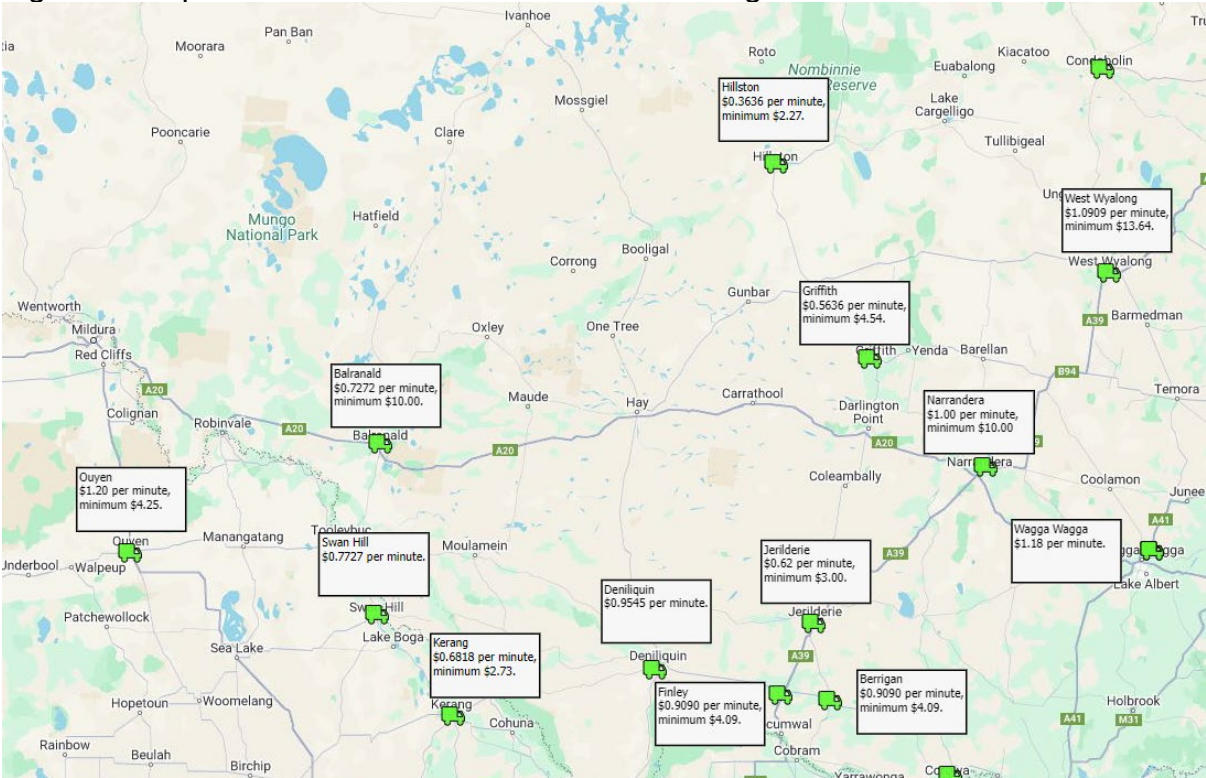 Ivanhoe
Pan Ban
Moorara
Roto
Kiacatoo
Euabalong
Condobolin
Nombinnie
Reserve
Hillston
$0.3636 per minute,
minimum $2.27.
Mossgiel
Lake
Cargelligo
Pooncarie
Clare
Tullibigeal
Hillston
West Wyalong
$1.0909 per minute,
minimum $13.64.
Mungo
National Park
Hatfield
Booligal
Corrong
West Wyalong
Gunbar
Griffith
$0.5636 per minute,
minimum $4.54.
Wentworth
Mildura
Red Cliffs
Oxley
One Tree
A39
Barmedman
Griffith
Yenda
Barellan
B94
Balranald
$0.7272 per minute,
minimum $10.00.
A20
Maude
Hay
Carrathool
Temora
Narrandera
$1.00 per minute,
minimum $10.00
Colignan
Robinvale
A20
Balranald
A20
Darlington
Point
A20
Narrandera
Ouyen
$1.20 per minute,
minimum $4.25.
Coleambally
Coolamon
Junee
Ouyen
Manangatang
Swan Hill
$0.7727 per minute.
Moulamein
Wagga Wagga
$1.18 per minute.
A41
Jerilderie
$0.62 per minute,
minimum $3.00.
A39
Underbool
Walpeup
Lake Albert
Deniliquin
$0.9545 per minute.
Patchewollock
Swan Hill
Lake Boga
Jerilderie
Sea Lake
Kerang
$0.6818 per minute,
minimum $2.73.
A39
Deniliquin
Finley
$0.9090 per minute,
minimum $4.09.
Berrigan
$0.9090 per minute,
minimum $4.09.
Hopetoun
Woomelang
Kerang
Cohuna
Holbrook
A41
M31
Rainbow
Beulah
Birchip
Cobram